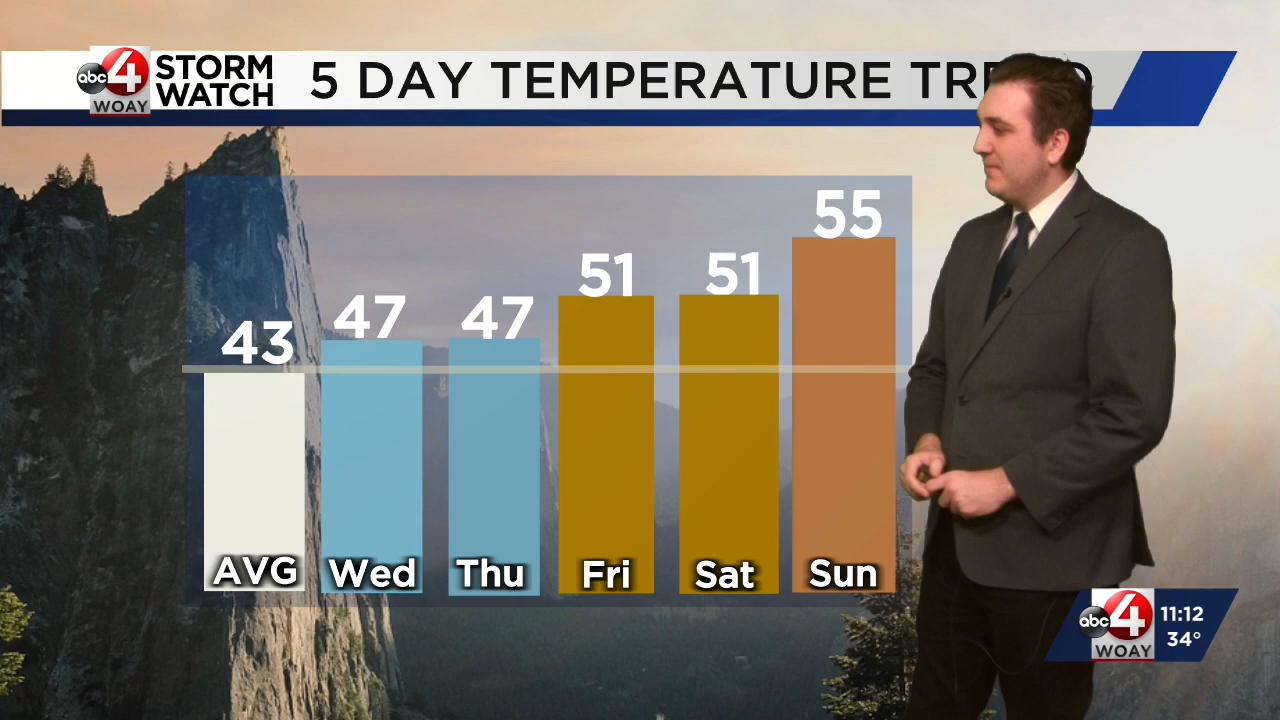 abc 4
WOAY
STORM
WATCH
5 DAY TEMPERATURE
43
47
47
51
51
55
AVG
Wed
Thu
Fri
Sat
Sun
abc 4
WOAY
11:12
34°